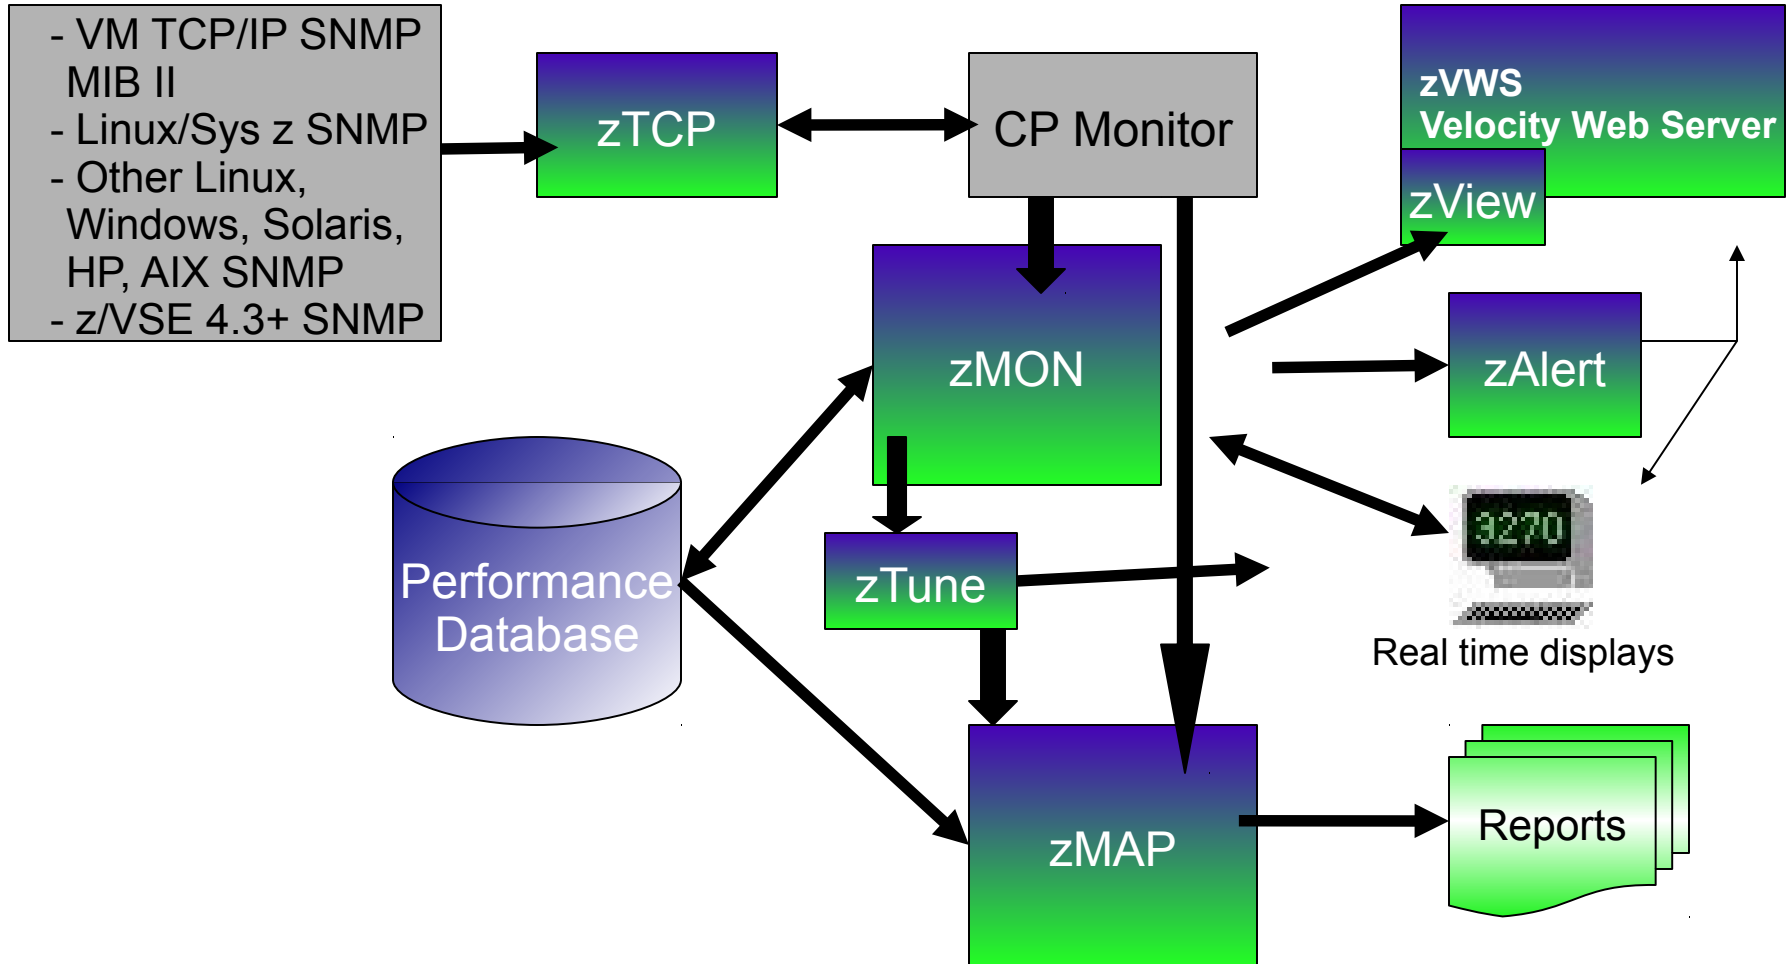 - VM TCP/IP SNMP
MIB II
- Linux/Sys z SNMP
- Other Linux,
Windows, Solaris,
HP, AIX SNMP
- z/VSE 4.3+ SNMP
zTCP
CP Monitor
zVWS
Velocity Web Server
zView
zMON
zAlert
3270
Real time displays
Performance
Database
zTune
zMAP
Reports